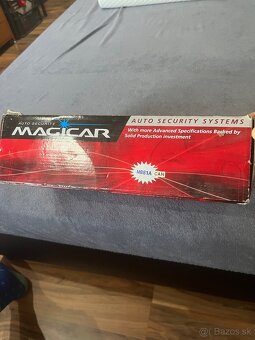 AUTO SECURITY
MAGICAR
AUTO SECURITY SYSTEMS
With more Advanced Specifications Backed by
Solid Production investment
M881A CAN
© Bazos.sk